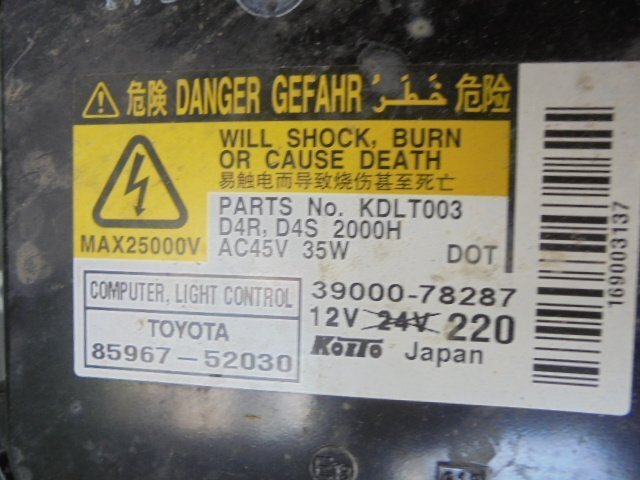 危険 DANGER GEFAHR خطر 危险
WILL SHOCK, BURN
OR CAUSE DEATH
易触电而导致烧伤甚至死亡
MAX25000V
PARTS No. KDLT003
D4R, D4S 2000H
AC45V 35W DOT
COMPUTER, LIGHT CONTROL
TOYOTA
85967-52030
39000-78287
12V 24V 220
KOITO Japan
169003137